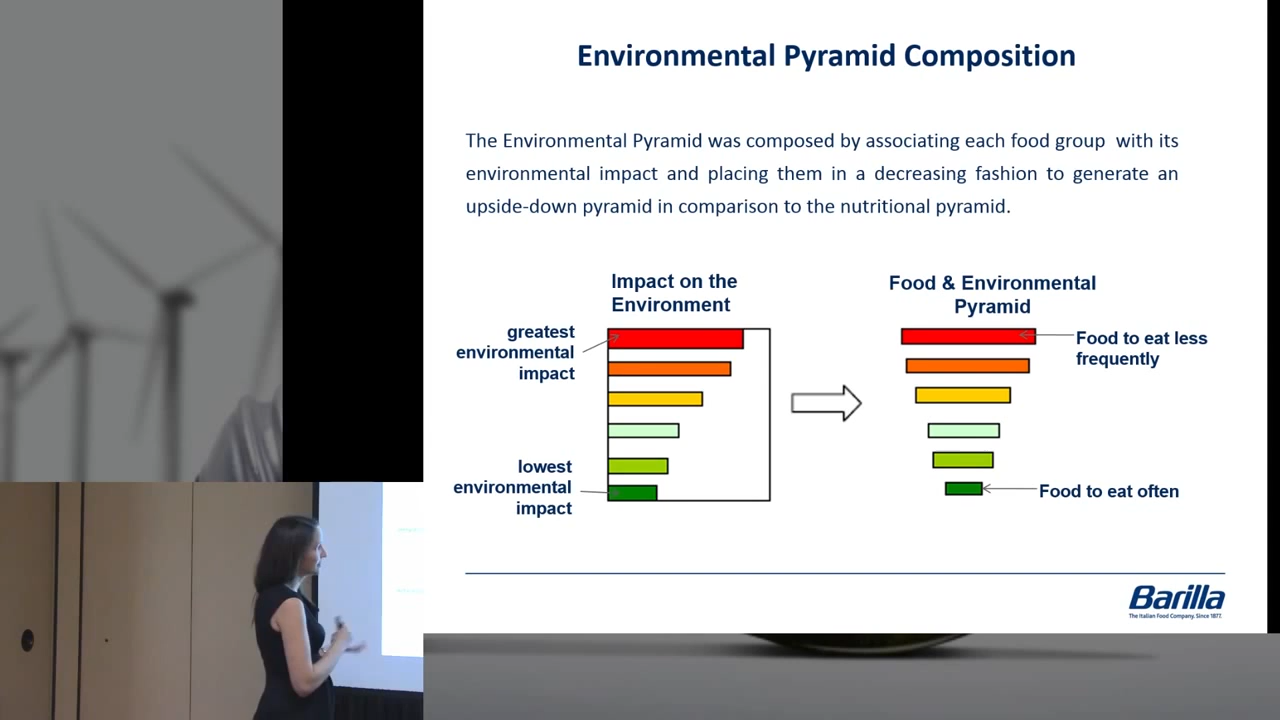 Environmental Pyramid Composition
The Environmental Pyramid was composed by associating each food group with its
environmental impact and placing them in a decreasing fashion to generate an
upside-down pyramid in comparison to the nutritional pyramid.
Impact on the
Environment
greatest
environmental
impact
lowest
environmental
impact
Food & Environmental
Pyramid
Food to eat less
frequently
Food to eat often
Barilla
The Italian Food Company. Since 1877.